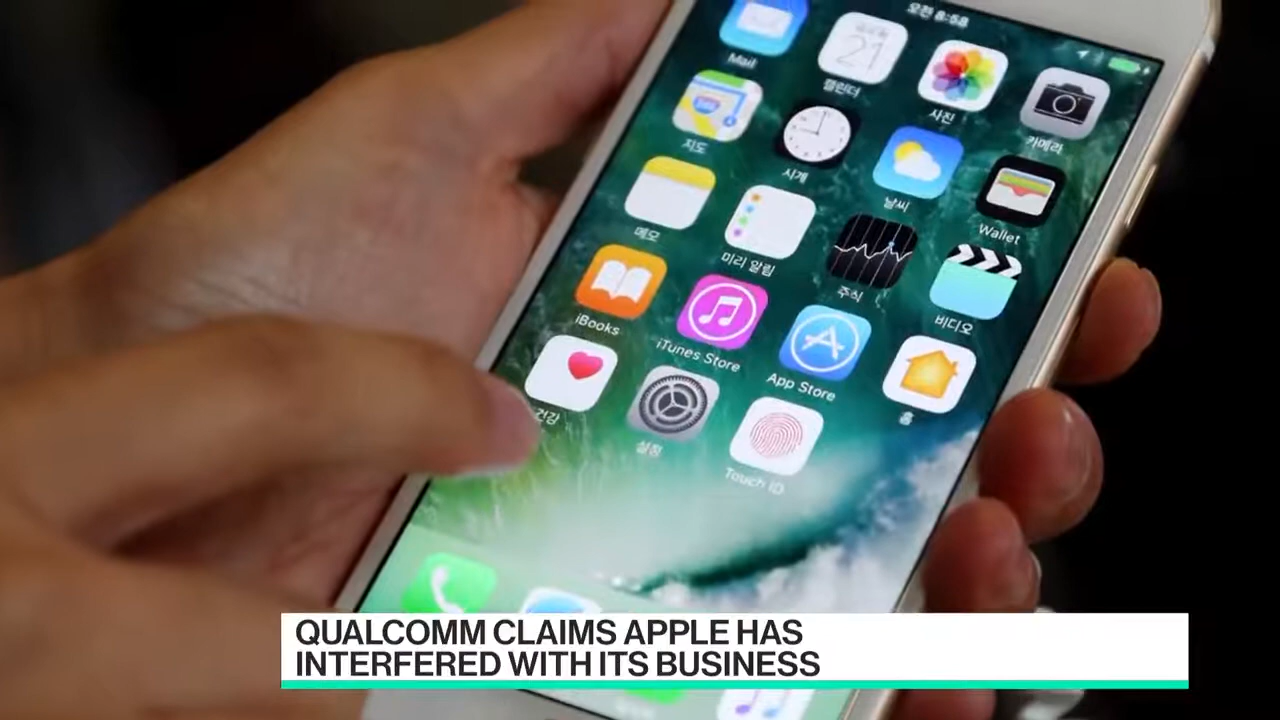 오전 8:58
Mail
21
캘린더
사진
카메라
지도
시계
날씨
Wallet
메모
미리 알림
주식
비디오
iBooks
iTunes Store
App Store
홈
건강
설정
Touch ID
QUALCOMM CLAIMS APPLE HAS
INTERFERED WITH ITS BUSINESS